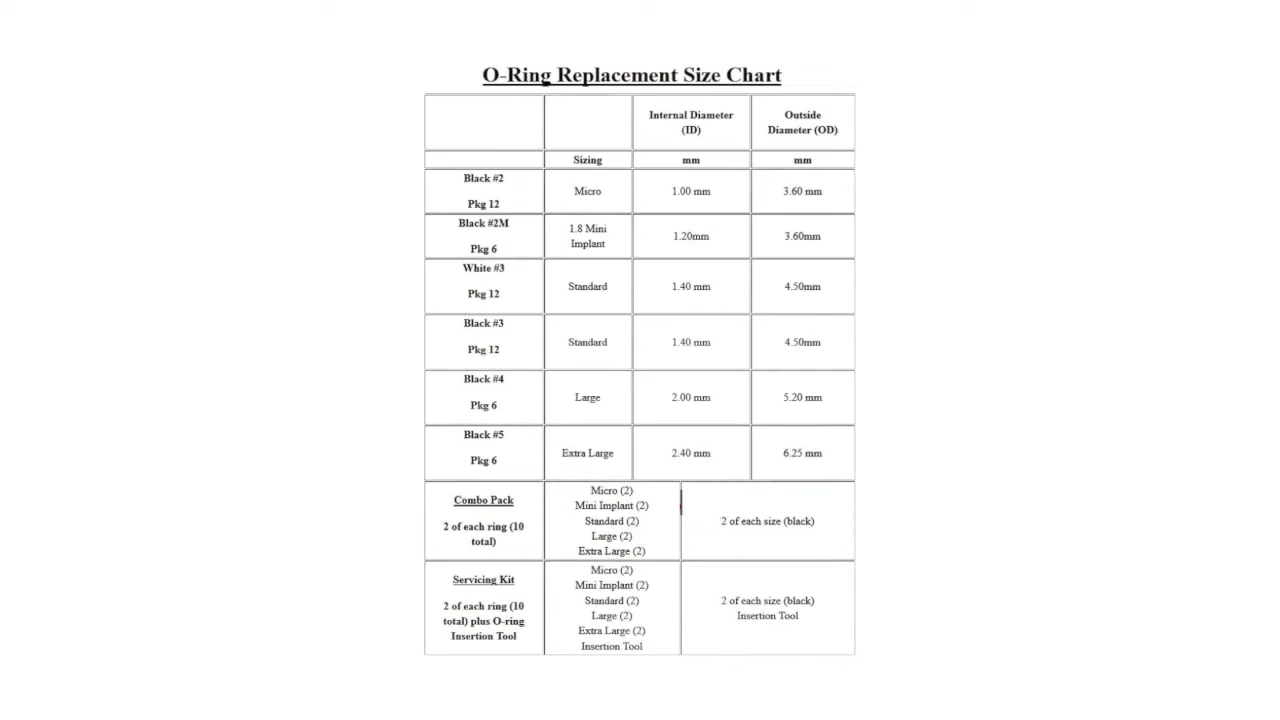 O-Ring Replacement Size Chart
Internal Diameter
(ID)
Outside
Diameter (OD)
Sizing
mm
mm
Black #2
Pkg 12
Micro
1.00 mm
3.60 mm
Black #2M
Pkg 6
1.8 Mini
Implant
1.20mm
3.60mm
White #3
Pkg 12
Standard
1.40 mm
4.50mm
Black #3
Pkg 12
Standard
1.40 mm
4.50mm
Black #4
Pkg 6
Large
2.00 mm
5.20 mm
Black #5
Pkg 6
Extra Large
2.40 mm
6.25 mm
Combo Pack
2 of each ring (10
total)
Micro (2)
Mini Implant (2)
Standard (2)
Large (2)
Extra Large (2)
2 of each size (black)
Servicing Kit
2 of each ring (10
total) plus O-ring
Insertion Tool
Micro (2)
Mini Implant (2)
Standard (2)
Large (2)
Extra Large (2)
Insertion Tool
2 of each size (black)
Insertion Tool